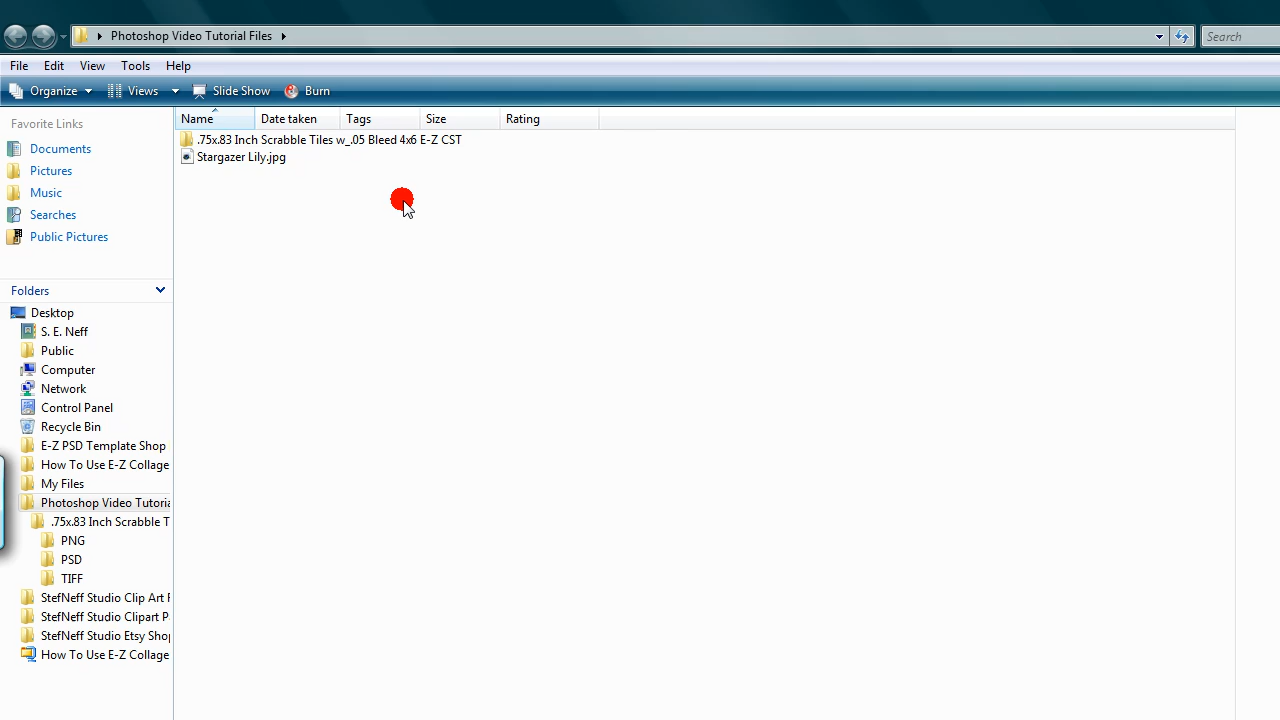 Photoshop Video Tutorial Files
Search
File Edit View Tools Help
Organize Views Slide Show Burn
Favorite Links
Documents
Pictures
Music
Searches
Public Pictures
Folders
Desktop
S. E. Neff
Public
Computer
Network
Control Panel
Recycle Bin
E-Z PSD Template Shop
How To Use E-Z Collage
My Files
Photoshop Video Tutoria
.75x.83 Inch Scrabble T
PNG
PSD
TIFF
StefNeff Studio Clip Art F
StefNeff Studio Clipart P
StefNeff Studio Etsy Shop
How To Use E-Z Collage
Name Date taken Tags Size Rating
.75x.83 Inch Scrabble Tiles w_.05 Bleed 4x6 E-Z CST
Stargazer Lily.jpg